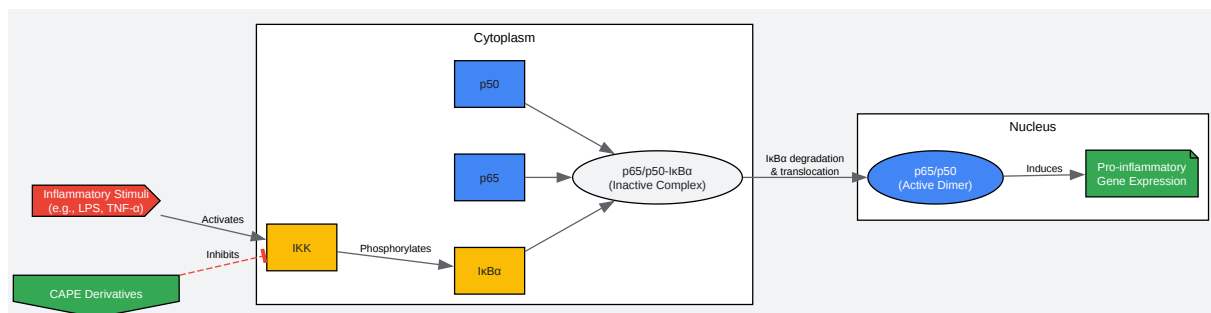 Cytoplasm
p50
p65
p65/p50-IκBα
(Inactive Complex)
IκBα degradation
& translocation
Nucleus
p65/p50
(Active Dimer)
Induces
Pro-inflammatory
Gene Expression
Inflammatory Stimuli
(e.g., LPS, TNF-α)
Activates
Inhibits
IKK
Phosphorylates
IκBα
CAPE Derivatives